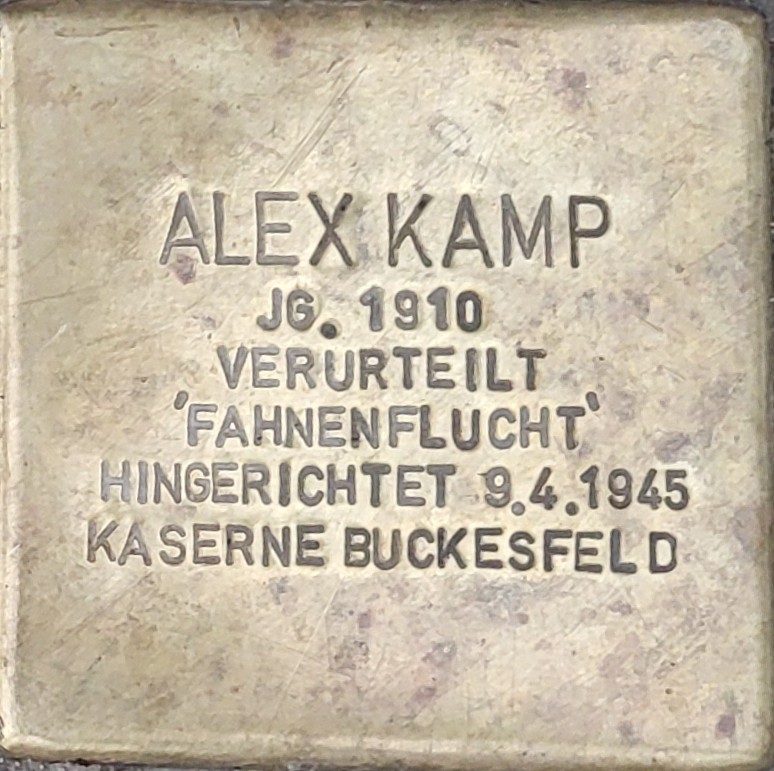 ALEX KAMP
JG. 1910
VERURTEILT
'FAHNENFLUCHT'
HINGERICHTET 9.4.1945
KASERNE BUCKESFELD